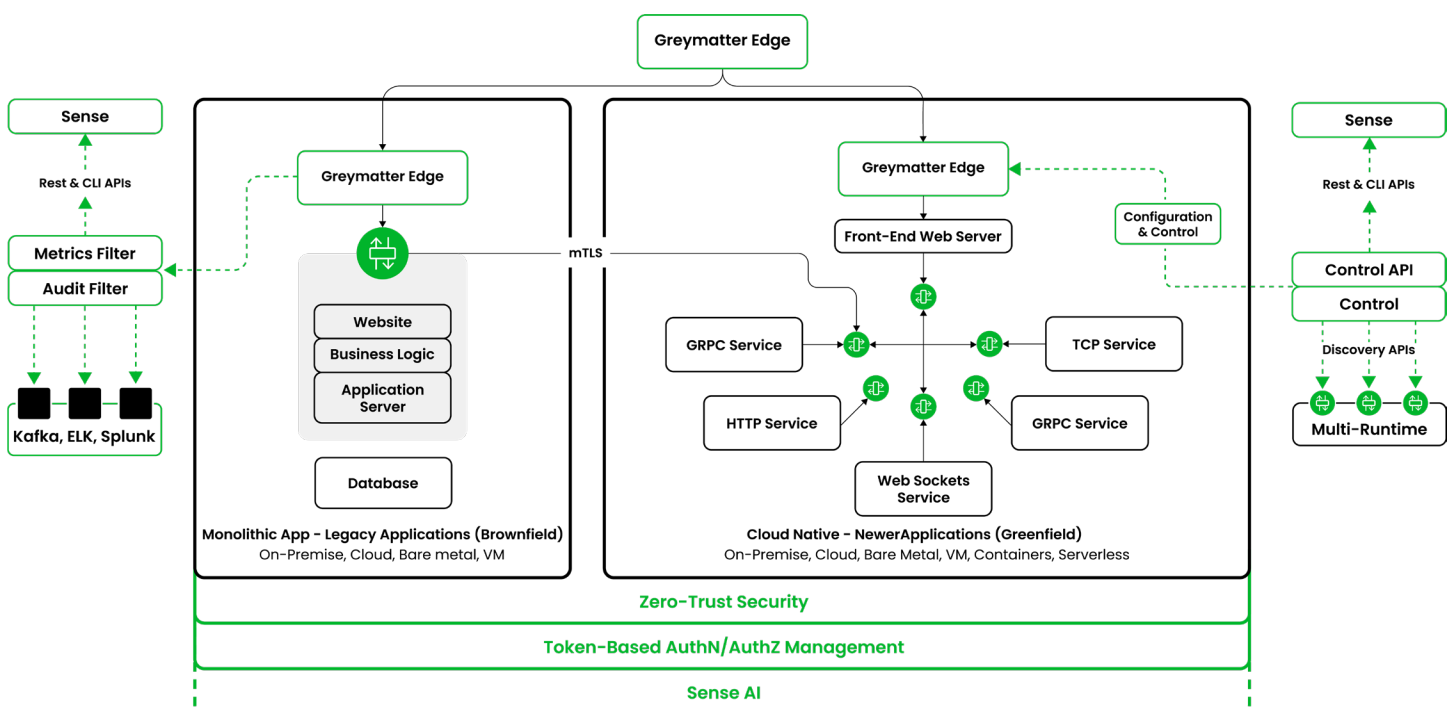 Greymatter Edge
Sense
Rest & CLI APIs
Metrics Filter
Audit Filter
Kafka, ELK, Splunk
Greymatter Edge
Website
Business Logic
Application
Server
Database
Monolithic App - Legacy Applications (Brownfield)
On-Premise, Cloud, Bare metal, VM
mTLS
Greymatter Edge
Front-End Web Server
GRPC Service
TCP Service
HTTP Service
GRPC Service
Web Sockets
Service
Cloud Native - NewerApplications (Greenfield)
On-Premise, Cloud, Bare Metal, VM, Containers, Serverless
Configuration
& Control
Sense
Rest & CLI APIs
Control API
Control
Discovery APIs
Multi-Runtime
Zero-Trust Security
Token-Based AuthN/AuthZ Management
Sense AI